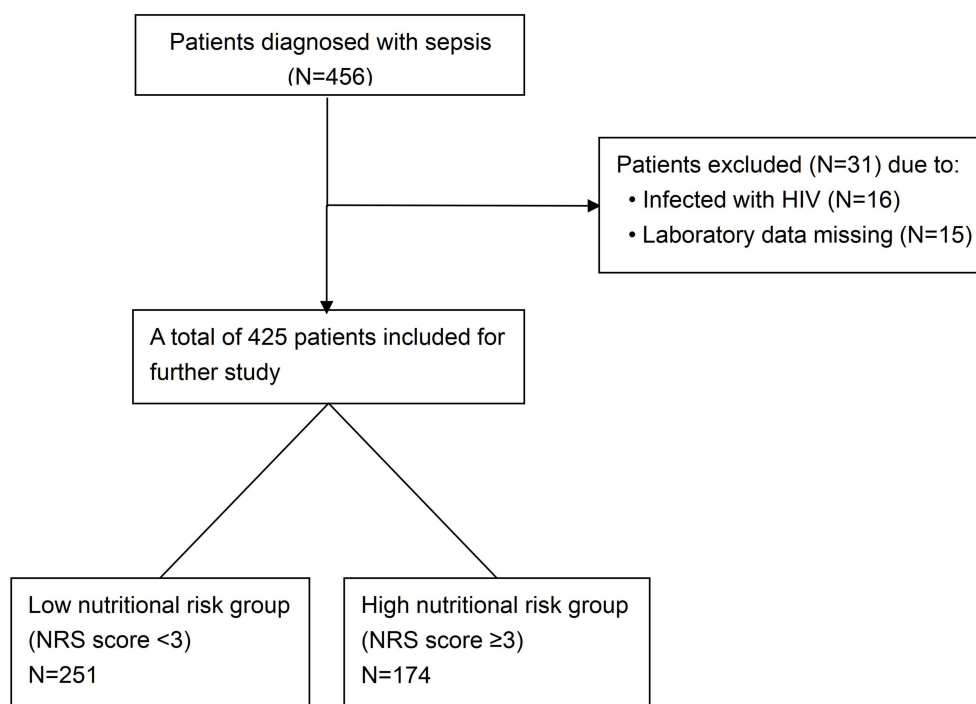 Patients diagnosed with sepsis
(N=456)
Patients excluded (N=31) due to:
• Infected with HIV (N=16)
• Laboratory data missing (N=15)
A total of 425 patients included for
further study
Low nutritional risk group
(NRS score <3)
N=251
High nutritional risk group
(NRS score ≥3)
N=174